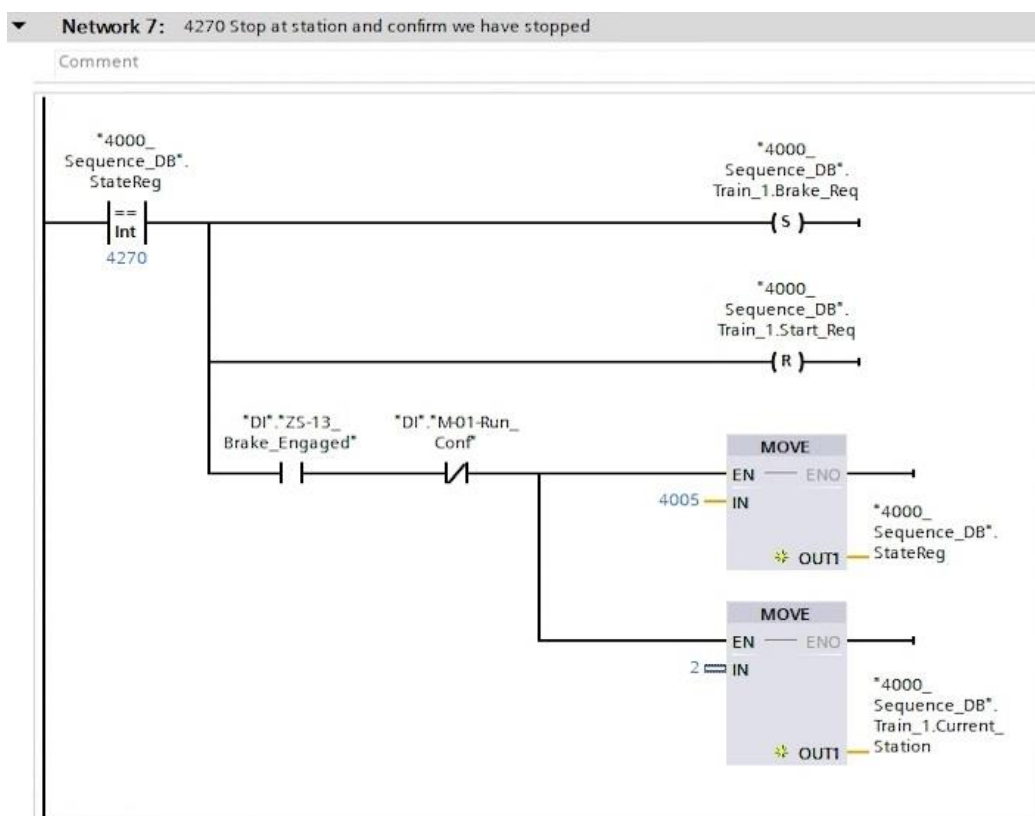 Network 7: 4270 Stop at station and confirm we have stopped
Comment
"4000_
Sequence_DB".
StateReg
==
Int
4270
"4000_
Sequence_DB".
Train_1.Brake_Req
S
"4000_
Sequence_DB".
Train_1.Start_Req
R
"DI"."ZS-13_
Brake_Engaged"
"DI"."M-01-Run_
Conf"
MOVE
EN ENO
4005 IN
OUT1
"4000_
Sequence_DB".
StateReg
MOVE
EN ENO
2 IN
OUT1
"4000_
Sequence_DB".
Train_1.Current_
Station